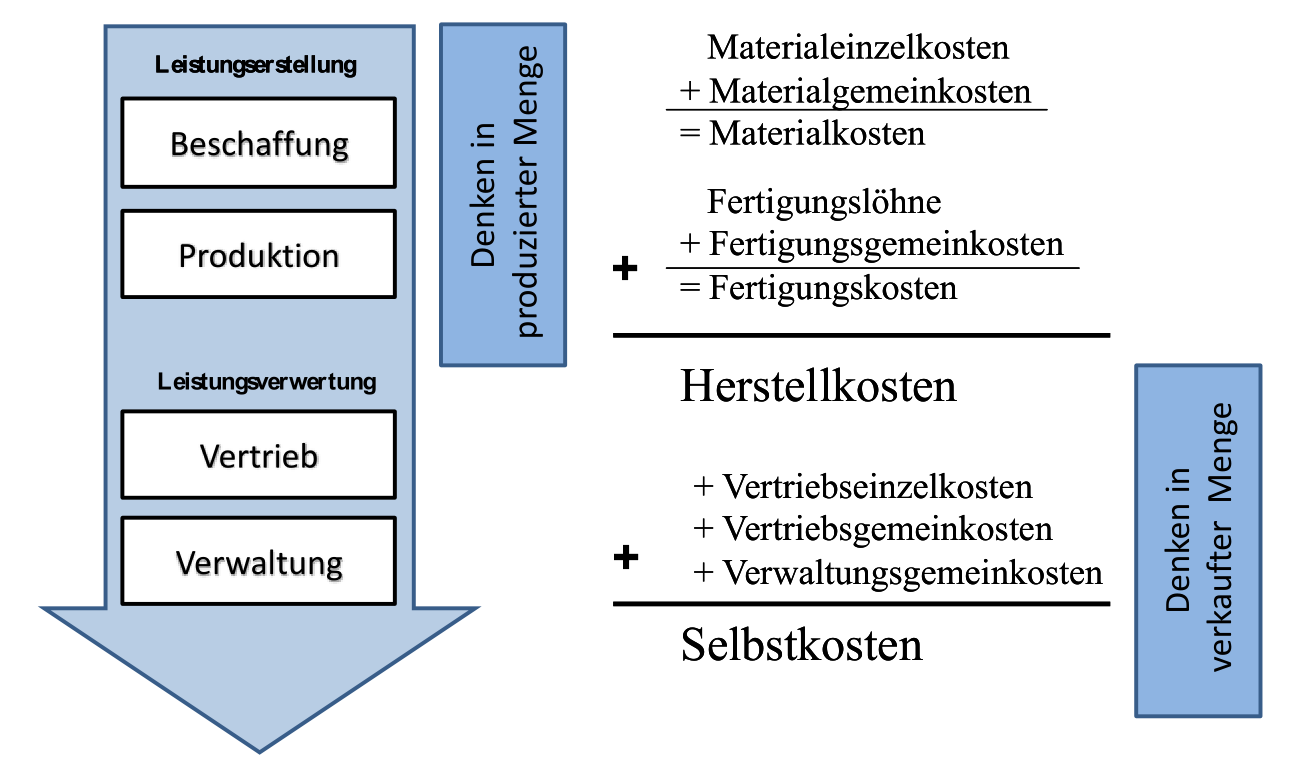 Leistungserstellung
Beschaffung
Produktion
Leistungsverwertung
Vertrieb
Verwaltung
Denken in
produzierter Menge
Materialeinzelkosten
+ Materialgemeinkosten
= Materialkosten
Fertigungslöhne
+ Fertigungsgemeinkosten
+
= Fertigungskosten
Herstellkosten
+ Vertriebseinzelkosten
+ Vertriebsgemeinkosten
+
+ Verwaltungsgemeinkosten
Selbstkosten
Denken in
verkaufter Menge